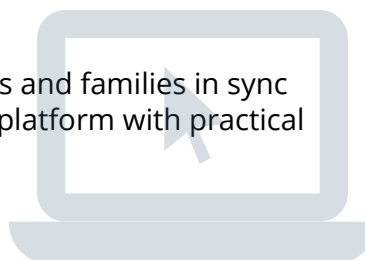 s and families in sync
platform with practical